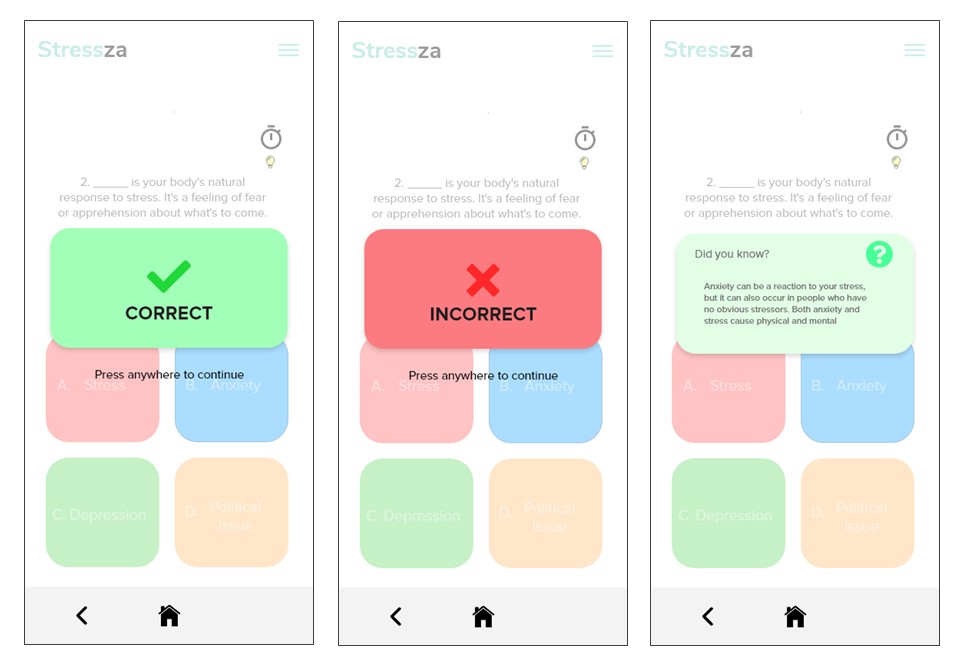 Stressza
2. _____ is your body's natural
response to stress. It's a feeling of fear
or apprehension about what's to come.
CORRECT
Press anywhere to continue
A. Stress
B. Anxiety
C. Depression
D. Political
issue
Stressza
2. _____ is your body's natural
response to stress. It's a feeling of fear
or apprehension about what's to come.
INCORRECT
Press anywhere to continue
A. Stress
B. Anxiety
C. Depression
D. Political
issue
Stressza
2. _____ is your body's natural
response to stress. It's a feeling of fear
or apprehension about what's to come.
Did you know?
?
Anxiety can be a reaction to your stress,
but it can also occur in people who have
no obvious stressors. Both anxiety and
stress cause physical and mental
A. Stress
B. Anxiety
C. Depression
D. Political
issue